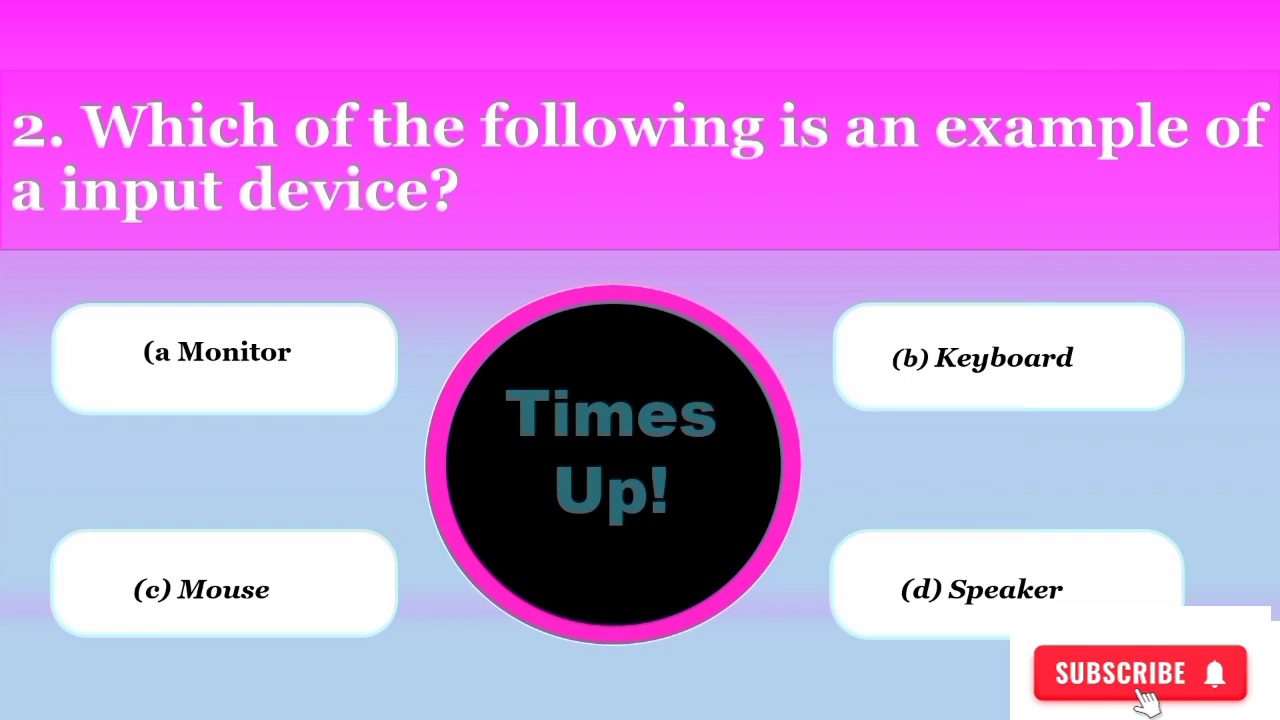 2. Which of the following is an example of
a input device?
(a Monitor
(b) Keyboard
Times
Up!
(c) Mouse
(d) Speaker
SUBSCRIBE